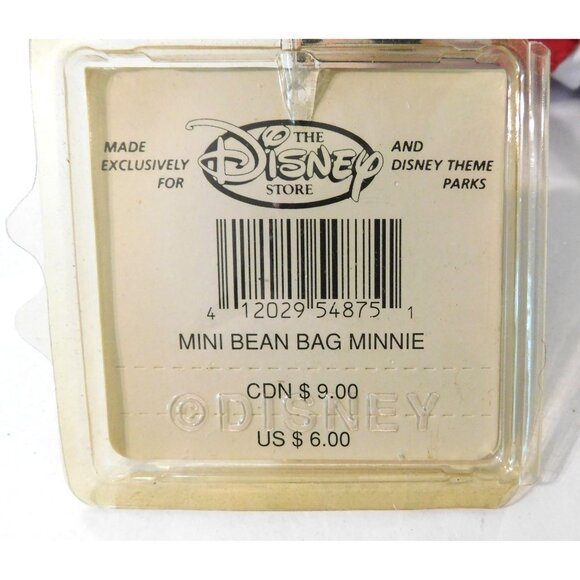 MADE
EXCLUSIVELY
FOR
THE
Disney
STORE
AND
DISNEY THEME
PARKS
4 12029 54875 1
MINI BEAN BAG MINNIE
CDN $ 9.00
©DISNEY
US $ 6.00